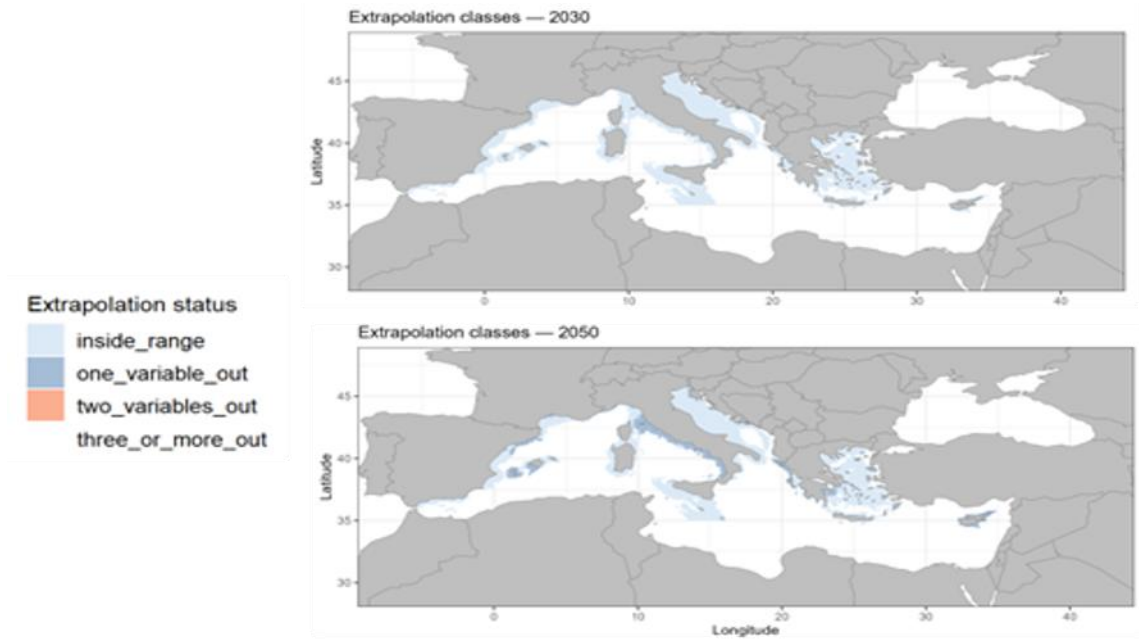 Extrapolation classes — 2030
45
40
35
30
Latitude
0
10
20
30
40
Extrapolation status
inside_range
one_variable_out
two_variables_out
three_or_more_out
Extrapolation classes — 2050
45
40
35
30
Latitude
0
10
20
30
40
Longitude